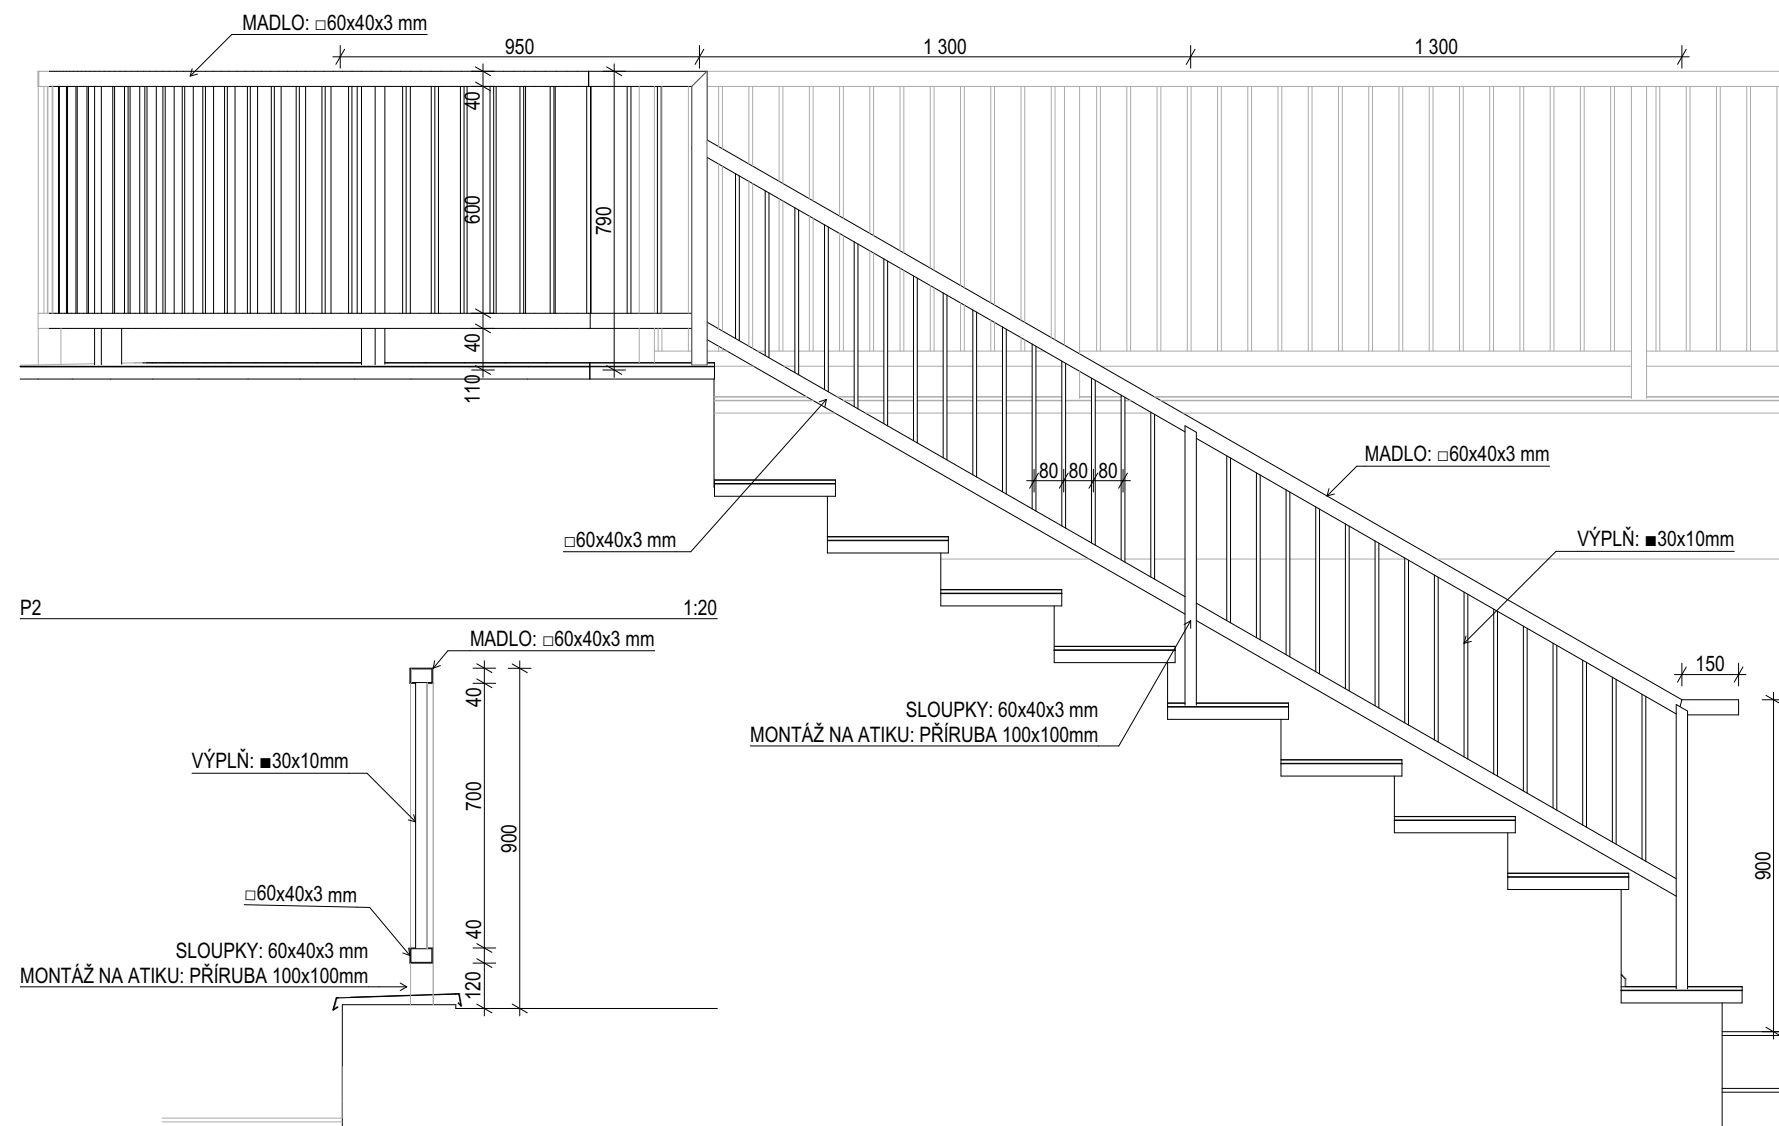 MADLO: □60x40x3 mm
950
1 300
1 300
40
600
790
40
110
80
80
80
MADLO: □60x40x3 mm
□60x40x3 mm
VÝPLŇ: ■30x10mm
P2
1:20
MADLO: □60x40x3 mm
40
150
SLOUPKY: 60x40x3 mm
MONTÁŽ NA ATIKU: PŘÍRUBA 100x100mm
VÝPLŇ: ■30x10mm
700
900
900
□60x40x3 mm
40
SLOUPKY: 60x40x3 mm
MONTÁŽ NA ATIKU: PŘÍRUBA 100x100mm
120